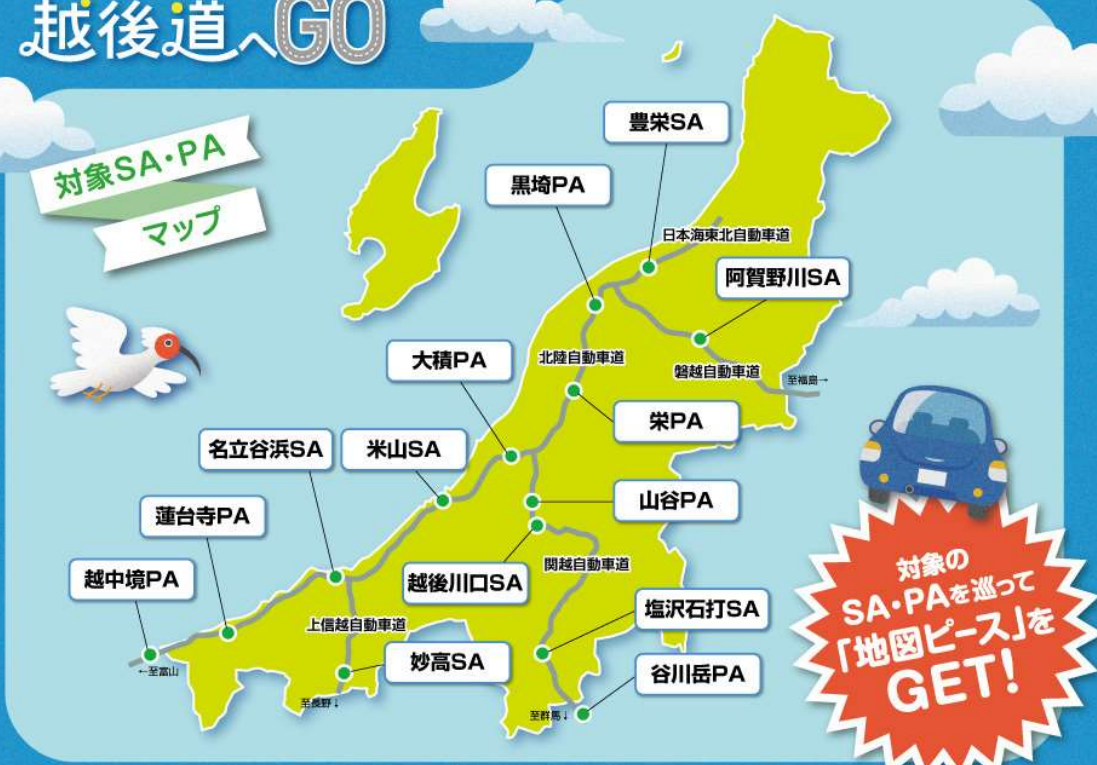 越後道へGO
対象SA・PA
マップ
豊栄SA
黒埼PA
日本海東北自動車道
阿賀野川SA
大積PA
北陸自動車道
磐越自動車道
至福島→
栄PA
名立谷浜SA
米山SA
山谷PA
蓮台寺PA
関越自動車道
越中境PA
越後川口SA
塩沢石打SA
上信越自動車道
妙高SA
谷川岳PA
←至富山
至長野↓
至群馬↓
対象の
SA・PAを巡って
「地図ピース」を
GET!